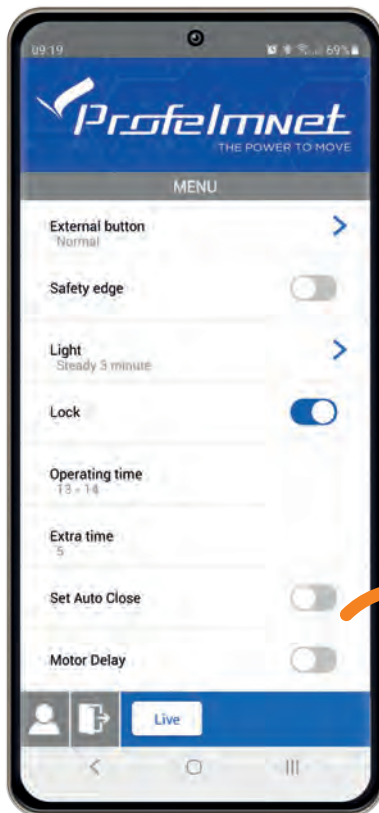 09:19
69%
Profelmnet
THE POWER TO MOVE
MENU
External button
Normal
Safety edge
Light
Steady 3 minute
Lock
Operating time
13 - 14
Extra time
5
Set Auto Close
Motor Delay
Live